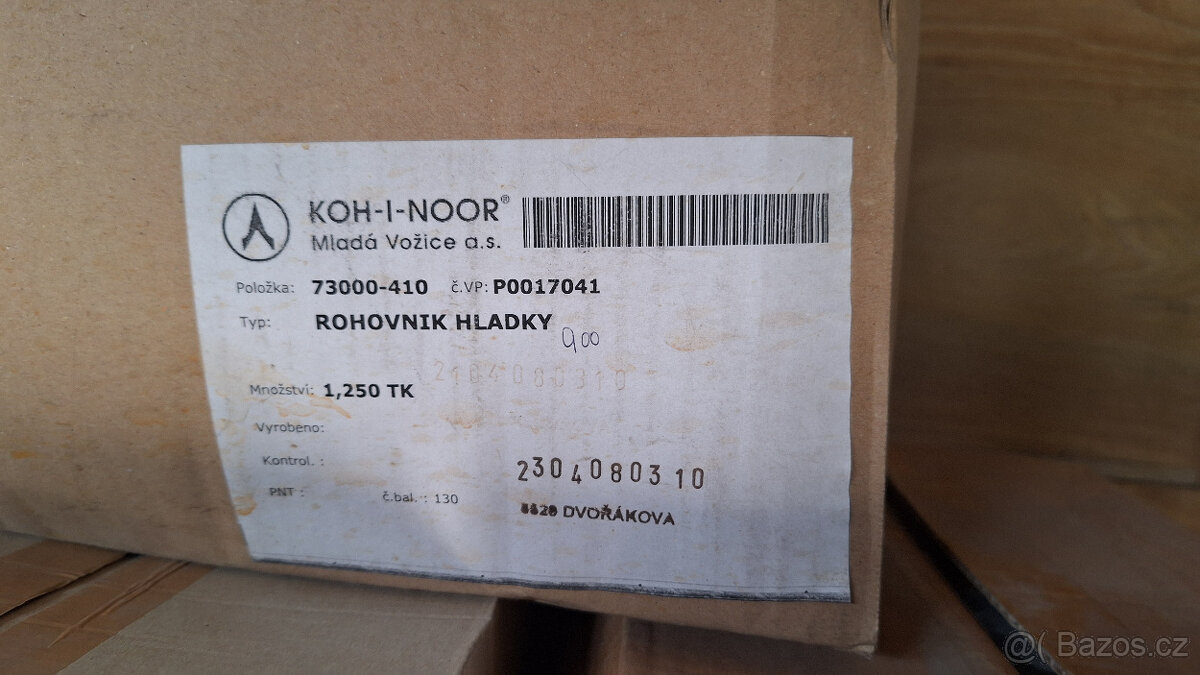 KOH-I-NOOR®
Mladá Vožice a.s.
Položka: 73000-410 č.VP: P0017041
Typ: ROHOVNIK HLADKY
900
2104080310
Množství: 1,250 TK
Vyrobeno:
Kontrol. :
2304080310
PNT : č.bal. : 130
DVOŘÁKOVA
@( Bazos.cz